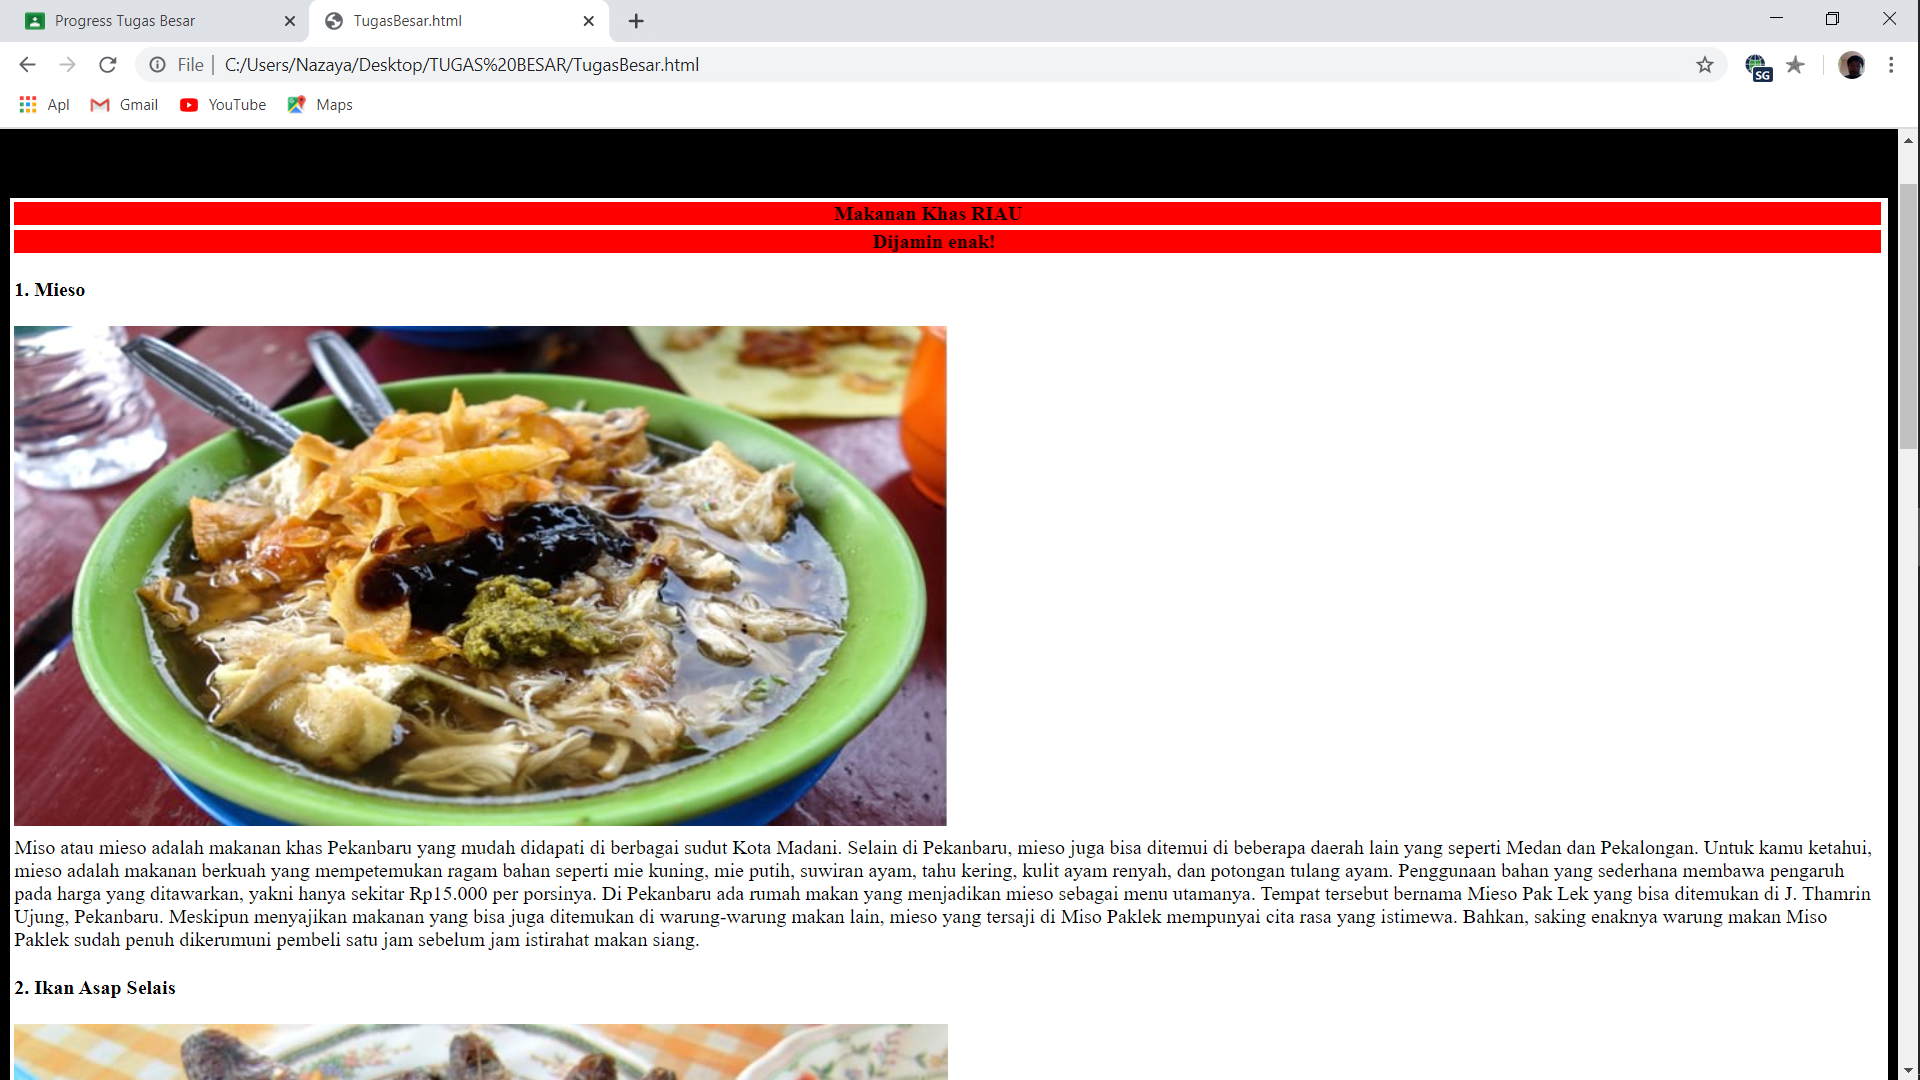 Progress Tugas Besar
TugasBesar.html
File
C:/Users/Nazaya/Desktop/TUGAS%20BESAR/TugasBesar.html
SG
Apl
Gmail
YouTube
Maps
Makanan Khas RIAU
Dijamin enak!
1. Mieso
Miso atau mieso adalah makanan khas Pekanbaru yang mudah didapati di berbagai sudut Kota Madani. Selain di Pekanbaru, mieso juga bisa ditemui di beberapa daerah lain yang seperti Medan dan Pekalongan. Untuk kamu ketahui,
mieso adalah makanan berkuah yang mempetemukan ragam bahan seperti mie kuning, mie putih, suwiran ayam, tahu kering, kulit ayam renyah, dan potongan tulang ayam. Penggunaan bahan yang sederhana membawa pengaruh
pada harga yang ditawarkan, yakni hanya sekitar Rp15.000 per porsinya. Di Pekanbaru ada rumah makan yang menjadikan mieso sebagai menu utamanya. Tempat tersebut bernama Mieso Pak Lek yang bisa ditemukan di J. Thamrin
Ujung, Pekanbaru. Meskipun menyajikan makanan yang bisa juga ditemukan di warung-warung makan lain, mieso yang tersaji di Miso Paklek mempunyai cita rasa yang istimewa. Bahkan, saking enaknya warung makan Miso
Paklek sudah penuh dikerumuni pembeli satu jam sebelum jam istirahat makan siang.
2. Ikan Asap Selais